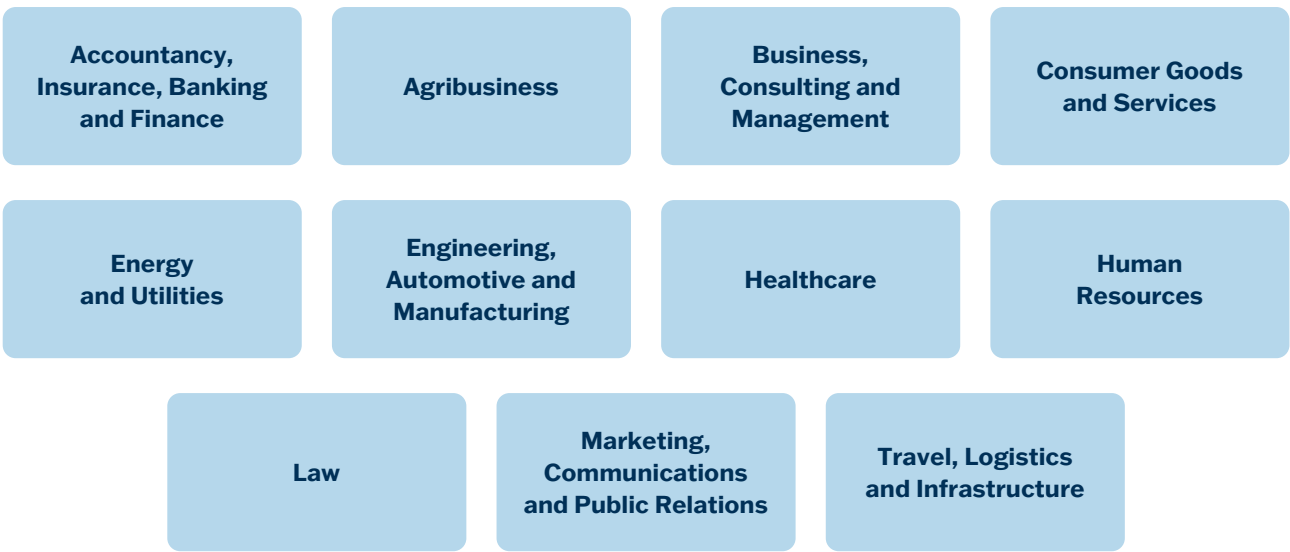 Accountancy,
Insurance, Banking
and Finance
Agribusiness
Business,
Consulting and
Management
Consumer Goods
and Services
Energy
and Utilities
Engineering,
Automotive and
Manufacturing
Healthcare
Human
Resources
Law
Marketing,
Communications
and Public Relations
Travel, Logistics
and Infrastructure